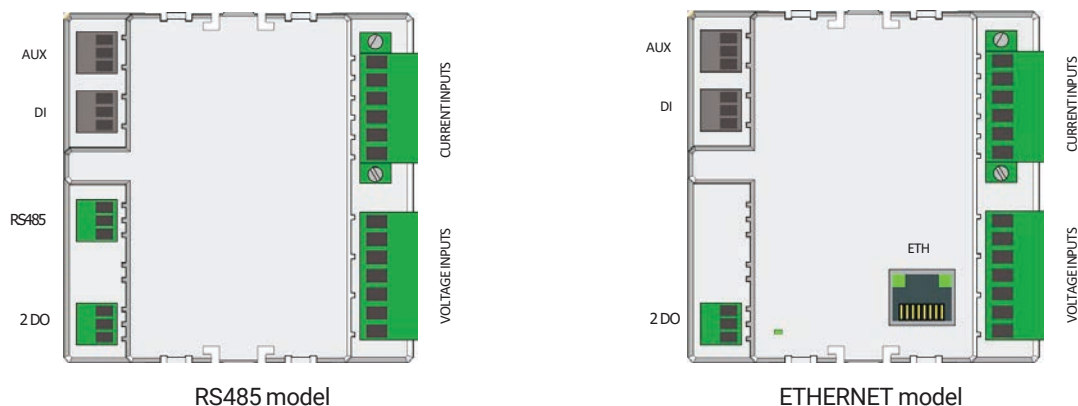 AUX
DI
RS485
2 DO
CURRENT INPUTS
VOLTAGE INPUTS
RS485 model
AUX
DI
2 DO
ETH
CURRENT INPUTS
VOLTAGE INPUTS
ETHERNET model